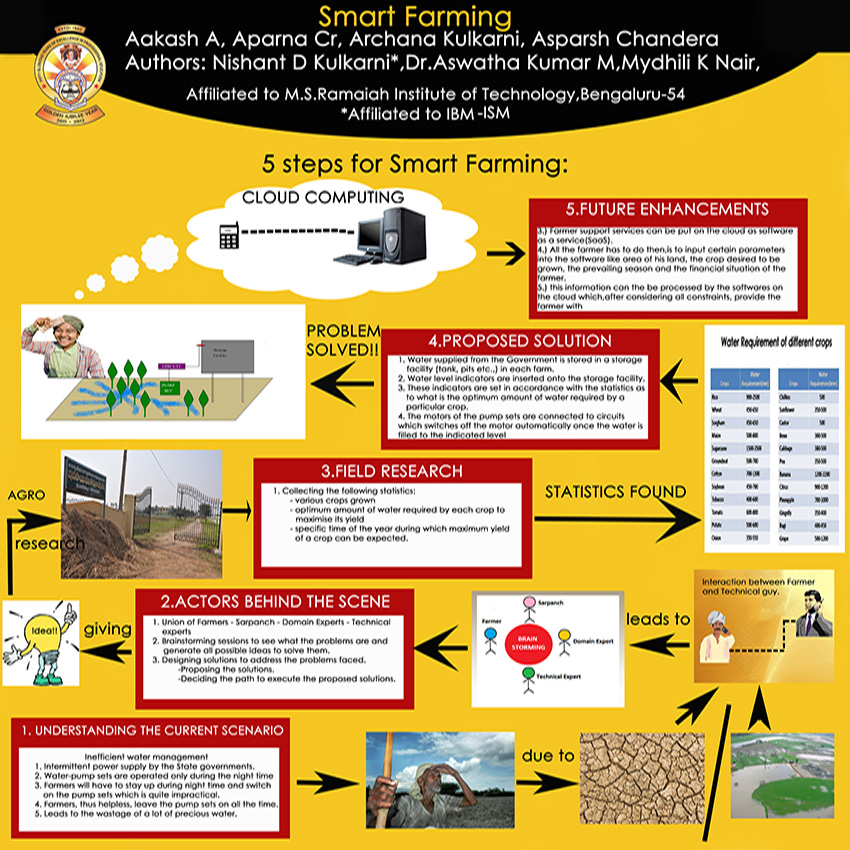 Smart Farming
Aakash A, Aparna Cr, Archana Kulkarni, Asparsh Chandera
Authors: Nishant D Kulkarni*,Dr.Aswatha Kumar M,Mydhili K Nair,
Affiliated to M.S.Ramaiah Institute of Technology,Bengaluru-54
*Affiliated to IBM-ISM
GOLDEN JUBILEE YEAR
5 steps for Smart Farming:
CLOUD COMPUTING
5.FUTURE ENHANCEMENTS
3.) Farmer support services can be put on the cloud as software
as a service(SaaS).
4.) All the farmer has to do then,is to input certain parameters
into the software like area of his land, the crop desired to be
grown, the prevailing season and the financial situation of the
farmer.
5.) this information can the be processed by the softwares on
the cloud which,after considering all constraints, provide the
farmer with
PROBLEM
SOLVED!!
4.PROPOSED SOLUTION
1. Water supplied from the Government is stored in a storage
facility (tank, pits etc.,) in each farm.
2. Water level indicators are inserted onto the storage facility.
3. These indicators are set in accordance with the statistics as
to what is the optimum amount of water required by a
particular crop.
4. The motors of the pump sets are connected to circuits
which switches off the motor automatically once the water is
filled to the indicated level
Water Requirement of different crops
Crops Water Requirement(mm) Crops Water Requirement(mm)
Rice 900-2500 Chillies 500
Wheat 450-650 Sunflower 350-500
Sorghum 450-650 Castor 500
Maize 500-800 Bean 300-500
Sugarcane 1500-2500 Cabbage 380-500
Groundnut 500-700 Pea 350-500
Cotton 700-1300 Banana 1200-2200
Soybean 450-700 Citrus 900-1200
Tobacco 400-600 Pineapple 700-1000
Tomato 600-800 Gingelly 350-400
Potato 500-700 Ragi 400-450
Onion 350-550 Grape 500-1200
3.FIELD RESEARCH
1. Collecting the following statistics:
- various crops grown
- optimum amount of water required by each crop to
maximise its yield
- specific time of the year during which maximum yield
of a crop can be expected.
STATISTICS FOUND
AGRO
research
Interaction between Farmer
and Technical guy.
2.ACTORS BEHIND THE SCENE
1. Union of Farmers - Sarpanch - Domain Experts - Technical
experts
2. Brainstorming sessions to see what the problems are and
generate all possible ideas to solve them.
3. Designing solutions to address the problems faced.
-Proposing the solutions.
-Deciding the path to execute the proposed solutions.
Idea!!
giving
Sarpanch
Farmer
BRAIN
STORMING
Domain Expert
Technical Expert
leads to
1. UNDERSTANDING THE CURRENT SCENARIO
Inefficient water management
1. Intermittent power supply by the State governments.
2. Water-pump sets are operated only during the night time
3. Farmers will have to stay up during night time and switch
on the pump sets which is quite impractical.
4. Farmers, thus helpless, leave the pump sets on all the time.
5. Leads to the wastage of a lot of precious water.
due to